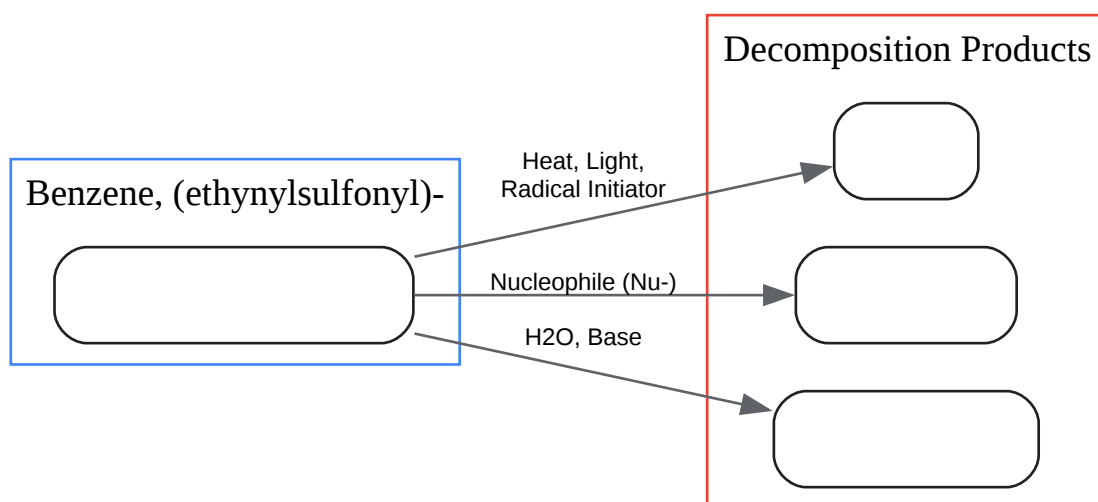 Decomposition Products
Heat, Light,
Radical Initiator
Benzene, (ethynylsulfonyl)-
Nucleophile (Nu-)
H2O, Base